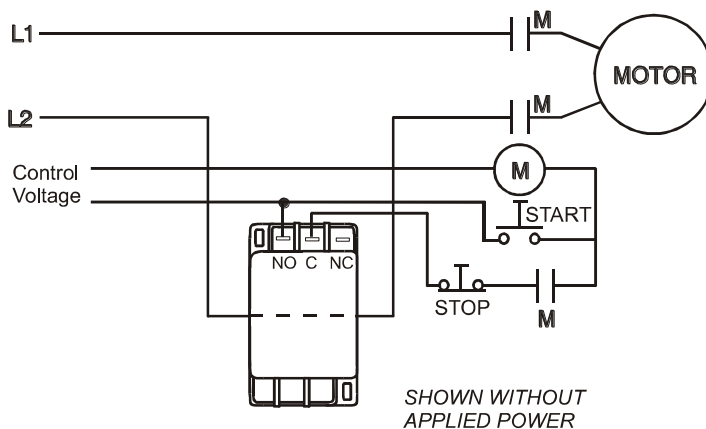 L1
M
MOTOR
L2
M
Control
Voltage
M
START
NO C NC
STOP
M
SHOWN WITHOUT
APPLIED POWER